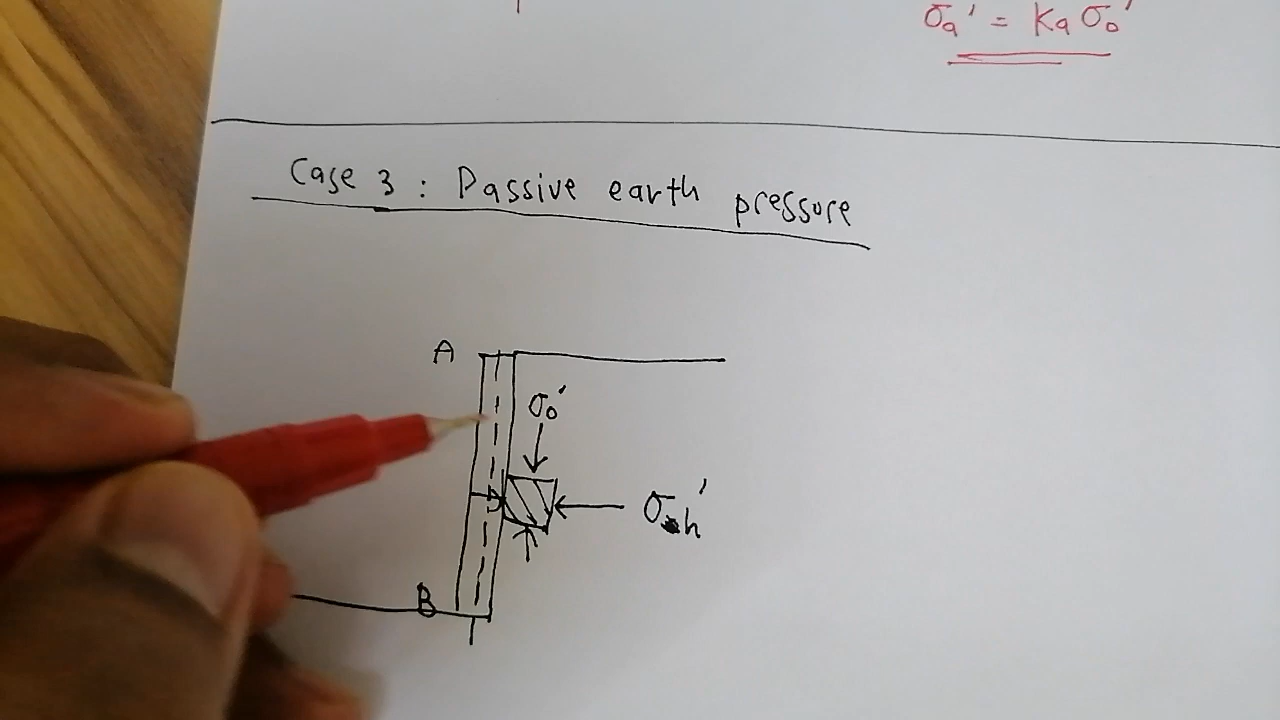 σa' = Ka σo'
Case 3 : Passive earth pressure
A
σo'
σh'
B